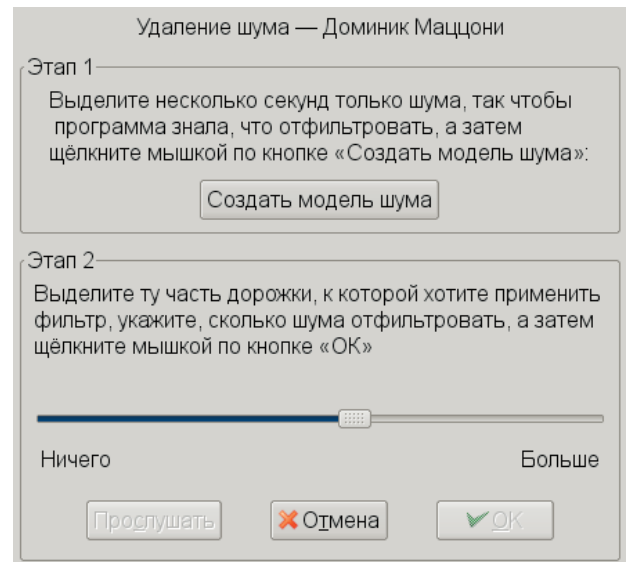 Удаление шума — Доминик Маццони
Этап 1
Выделите несколько секунд только шума, так чтобы
программа знала, что отфильтровать, а затем
щёлкните мышкой по кнопке «Создать модель шума»:
Создать модель шума
Этап 2
Выделите ту часть дорожки, к которой хотите применить
фильтр, укажите, сколько шума отфильтровать, а затем
щёлкните мышкой по кнопке «ОК»
Ничего Больше
Прослушать Отмена OK